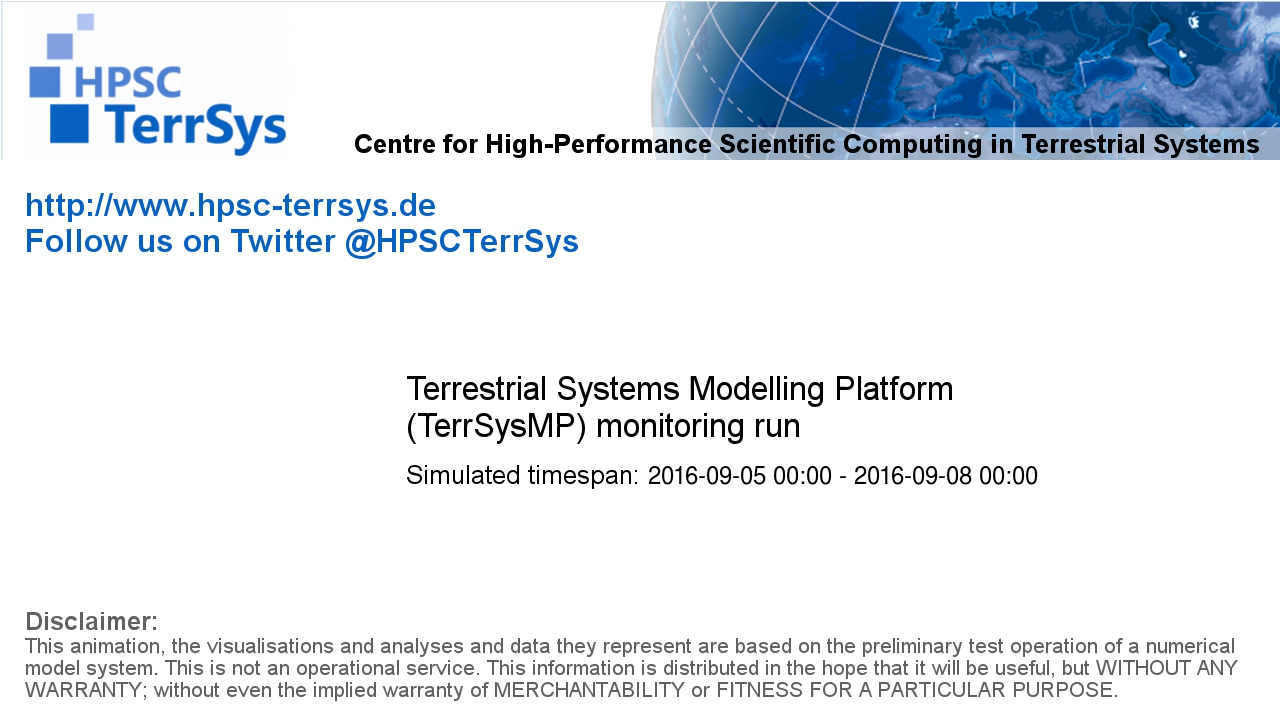 HPSC
TerrSys
Centre for High-Performance Scientific Computing in Terrestrial Systems
http://www.hpsc-terrsys.de
Follow us on Twitter @HPSCTerrSys
Terrestrial Systems Modelling Platform
(TerrSysMP) monitoring run
Simulated timespan: 2016-09-05 00:00 - 2016-09-08 00:00
Disclaimer:
This animation, the visualisations and analyses and data they represent are based on the preliminary test operation of a numerical
model system. This is not an operational service. This information is distributed in the hope that it will be useful, but WITHOUT ANY
WARRANTY; without even the implied warranty of MERCHANTABILITY or FITNESS FOR A PARTICULAR PURPOSE.